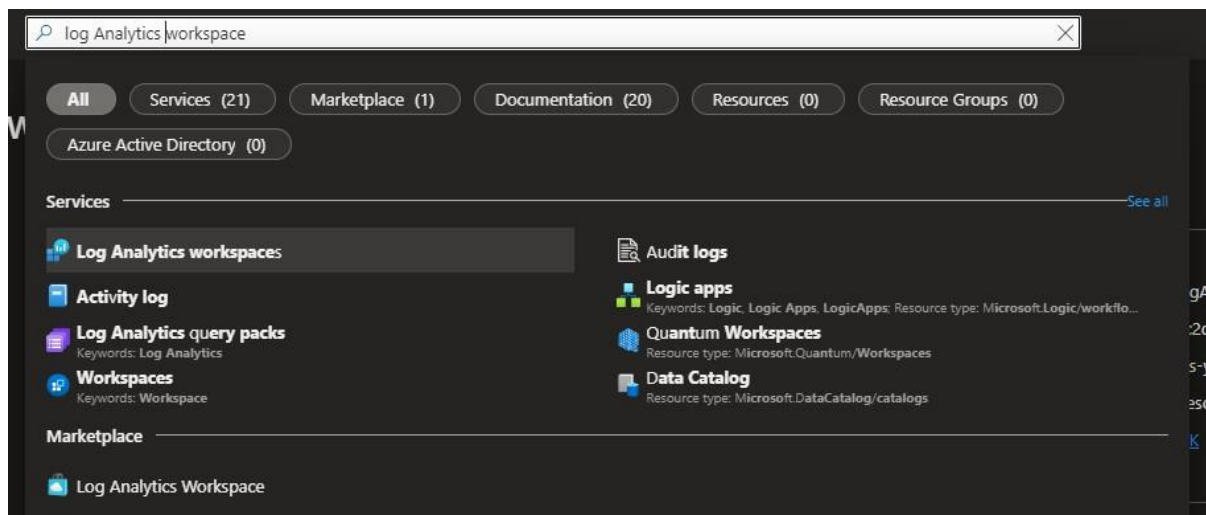 log Analytics workspace
All
Services (21)
Marketplace (1)
Documentation (20)
Resources (0)
Resource Groups (0)
Azure Active Directory (0)
Services
See all
Log Analytics workspaces
Activity log
Log Analytics query packs
Keywords: Log Analytics
Workspaces
Keywords: Workspace
Audit logs
Logic apps
Keywords: Logic, Logic Apps, LogicApps; Resource type: Microsoft.Logic/workflo...
Quantum Workspaces
Resource type: Microsoft.Quantum/Workspaces
Data Catalog
Resource type: Microsoft.DataCatalog/catalogs
Marketplace
Log Analytics Workspace